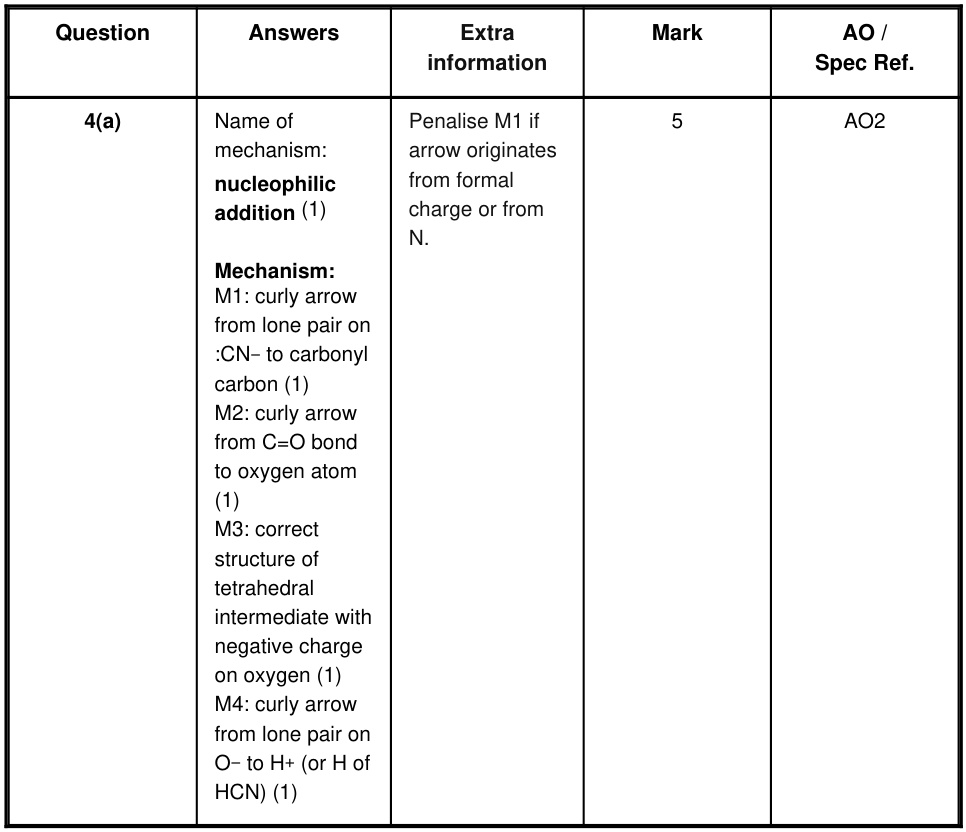 Question
Answers
Extra
information
Mark
AO /
Spec Ref.
4(a)
Name of
mechanism:
nucleophilic
addition (1)
Mechanism:
M1: curly arrow
from lone pair on
:CN– to carbonyl
carbon (1)
M2: curly arrow
from C=O bond
to oxygen atom
(1)
M3: correct
structure of
tetrahedral
intermediate with
negative charge
on oxygen (1)
M4: curly arrow
from lone pair on
O– to H+ (or H of
HCN) (1)
Penalise M1 if
arrow originates
from formal
charge or from
N.
5
AO2